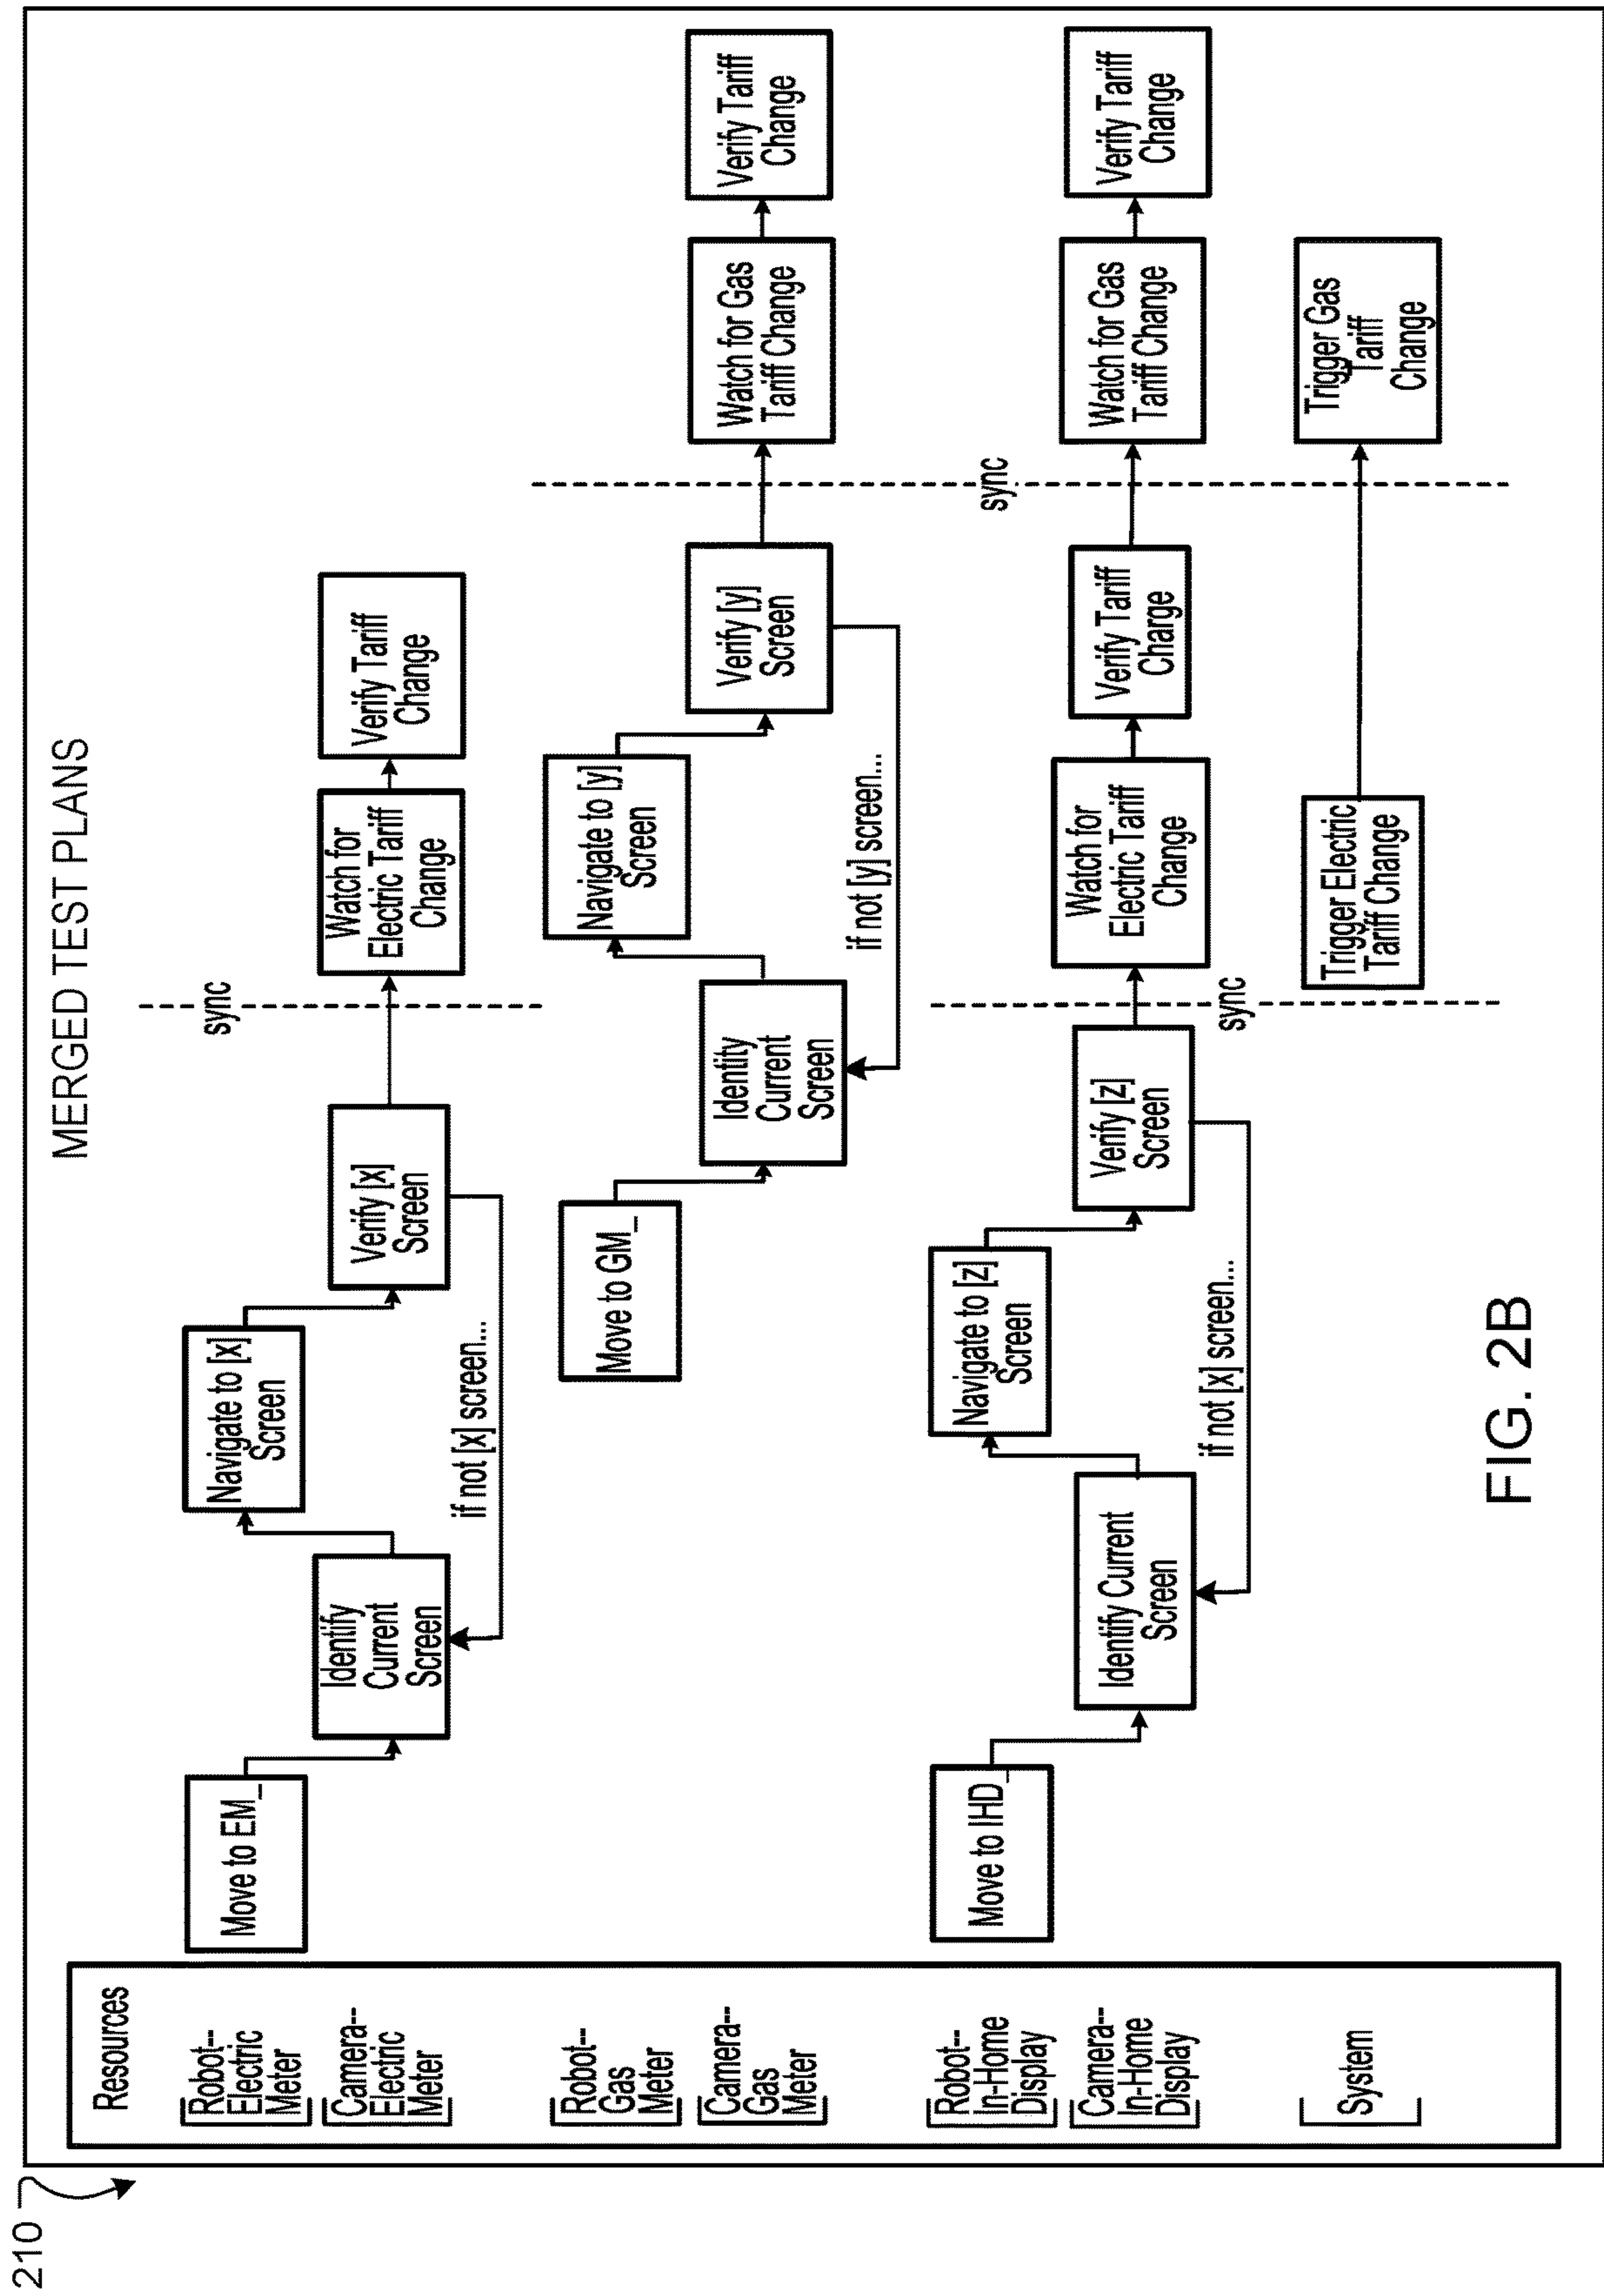 210
MERGED TEST PLANS
Resources
Robot--
Electric
Meter
Camera--
Electric
Meter
Robot--
Gas
Meter
Camera--
Gas
Meter
Robot--
In-Home
Display
Camera--
In-Home
Display
System
Move to EM_
Identify
Current
Screen
Navigate to [x]
Screen
Verify [x]
Screen
if not [x] screen...
sync
Watch for
Electric Tariff
Change
Verify Tariff
Change
Move to GM_
Identity
Current
Screen
Navigate to [y]
Screen
Verify [y]
Screen
if not [y] screen...
sync
Watch for Gas
Tariff Change
Verify Tariff
Change
Move to IHD_
Identify Current
Screen
Navigate to [z]
Screen
Verify [z]
Screen
if not [x] screen...
sync
Watch for
Electric Tariff
Change
Verify Tariff
Charge
Watch for Gas
Tariff Change
Verify Tariff
Change
Trigger Electric
Tariff Change
Trigger Gas
Tariff
Change
FIG. 2B